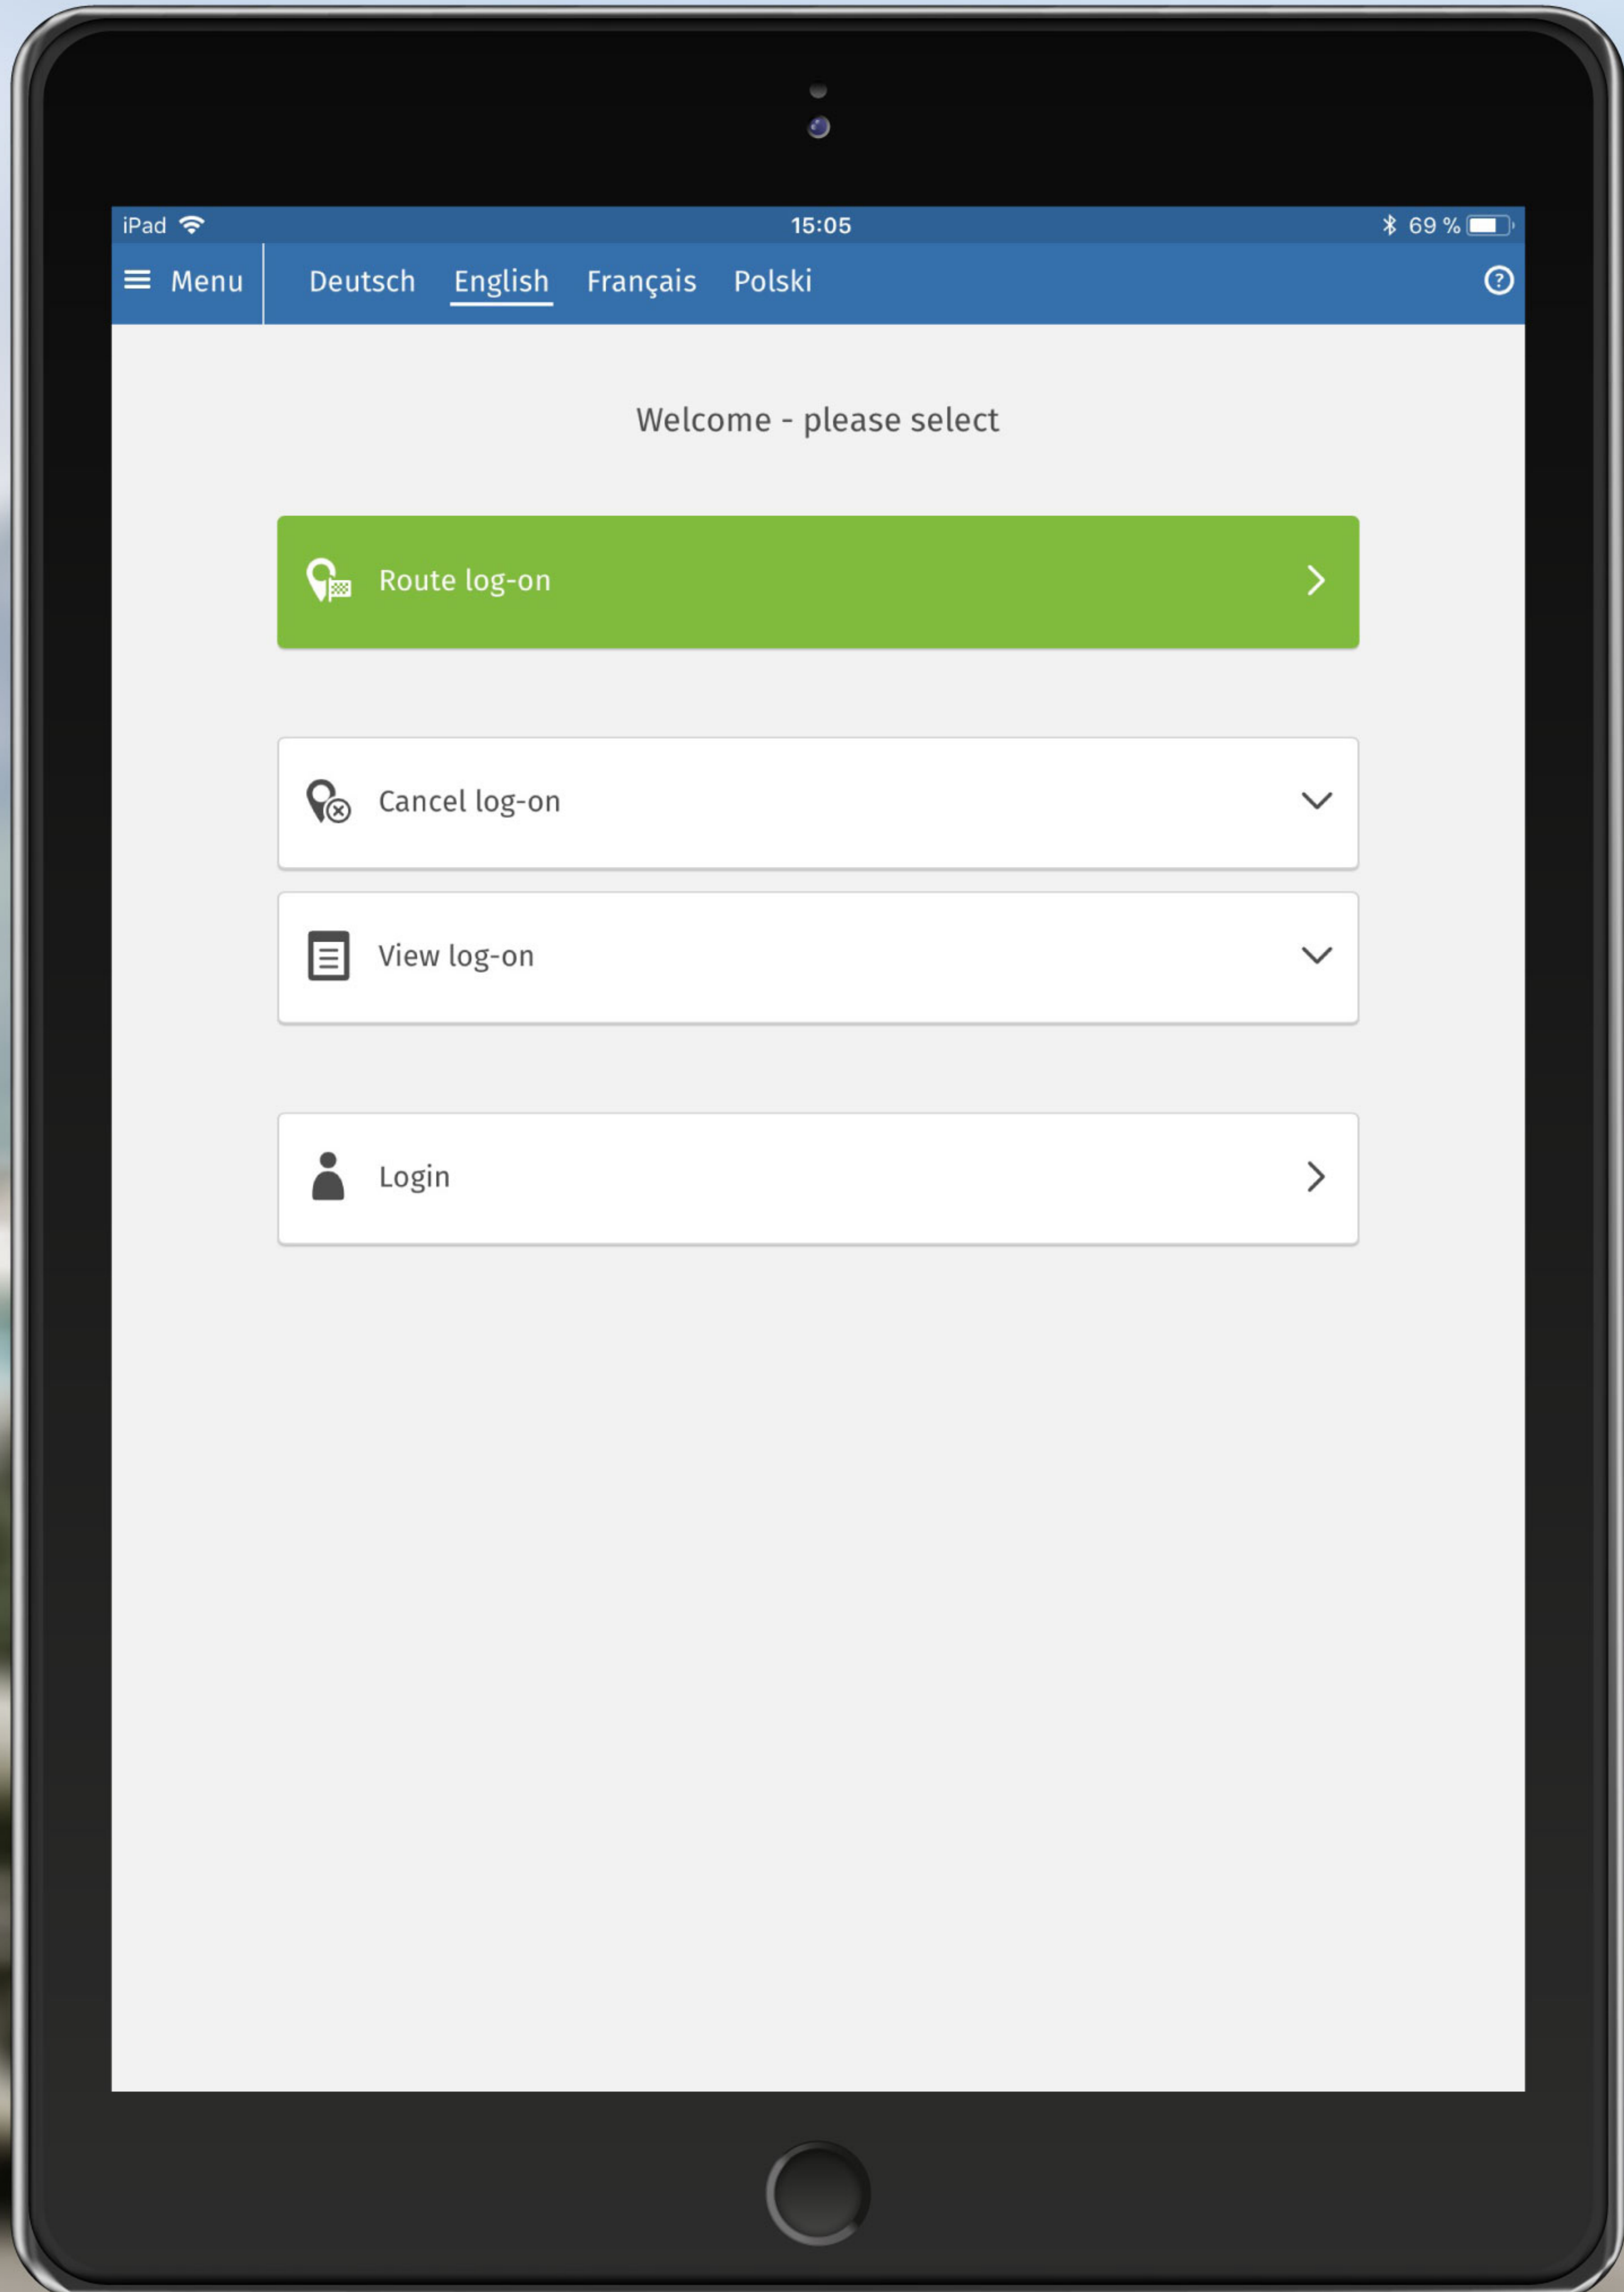 iPad 15:05 69 %
Menu Deutsch English Français Polski ?
Welcome - please select
Route log-on
Cancel log-on
View log-on
Login